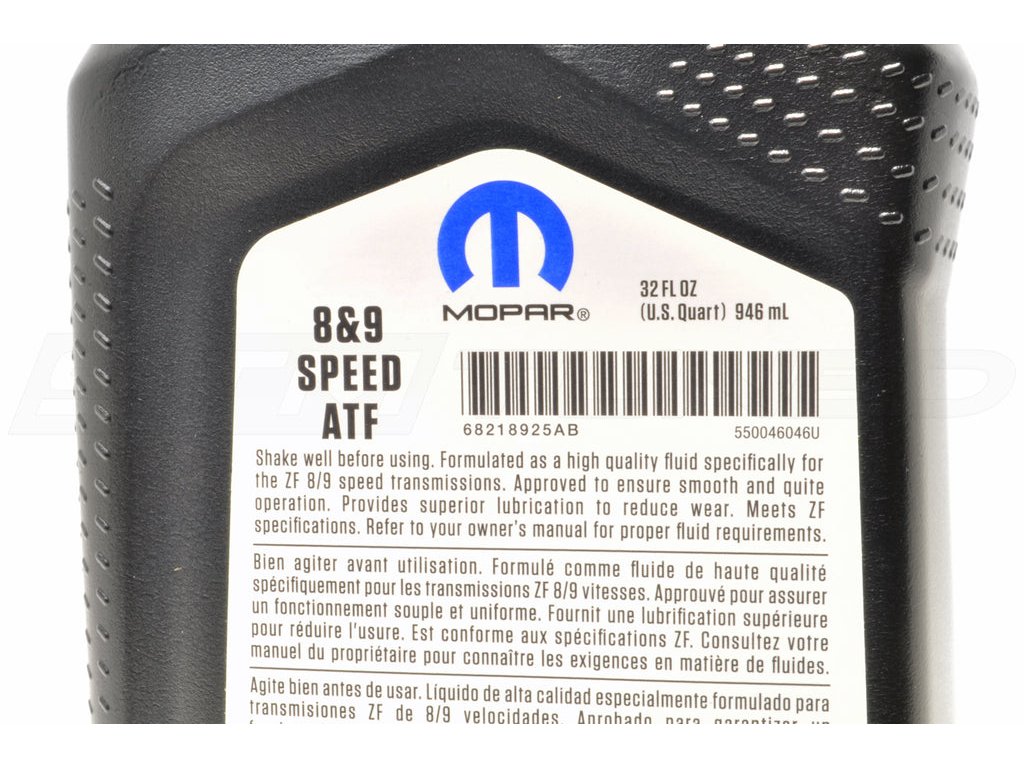 MOPAR®
32 FL OZ
(U.S. Quart) 946 mL
8&9
SPEED
ATF
68218925AB
550046046U
Shake well before using. Formulated as a high quality fluid specifically for
the ZF 8/9 speed transmissions. Approved to ensure smooth and quite
operation. Provides superior lubrication to reduce wear. Meets ZF
specifications. Refer to your owner's manual for proper fluid requirements.
Bien agiter avant utilisation. Formulé comme fluide de haute qualité
spécifiquement pour les transmissions ZF 8/9 vitesses. Approuvé pour assurer
un fonctionnement souple et uniforme. Fournit une lubrification supérieure
pour réduire l'usure. Est conforme aux spécifications ZF. Consultez votre
manuel du propriétaire pour connaître les exigences en matière de fluides.
Agite bien antes de usar. Líquido de alta calidad especialmente formulado para
transmisiones ZF de 8/9 velocidades. Aprobado para garantizar un